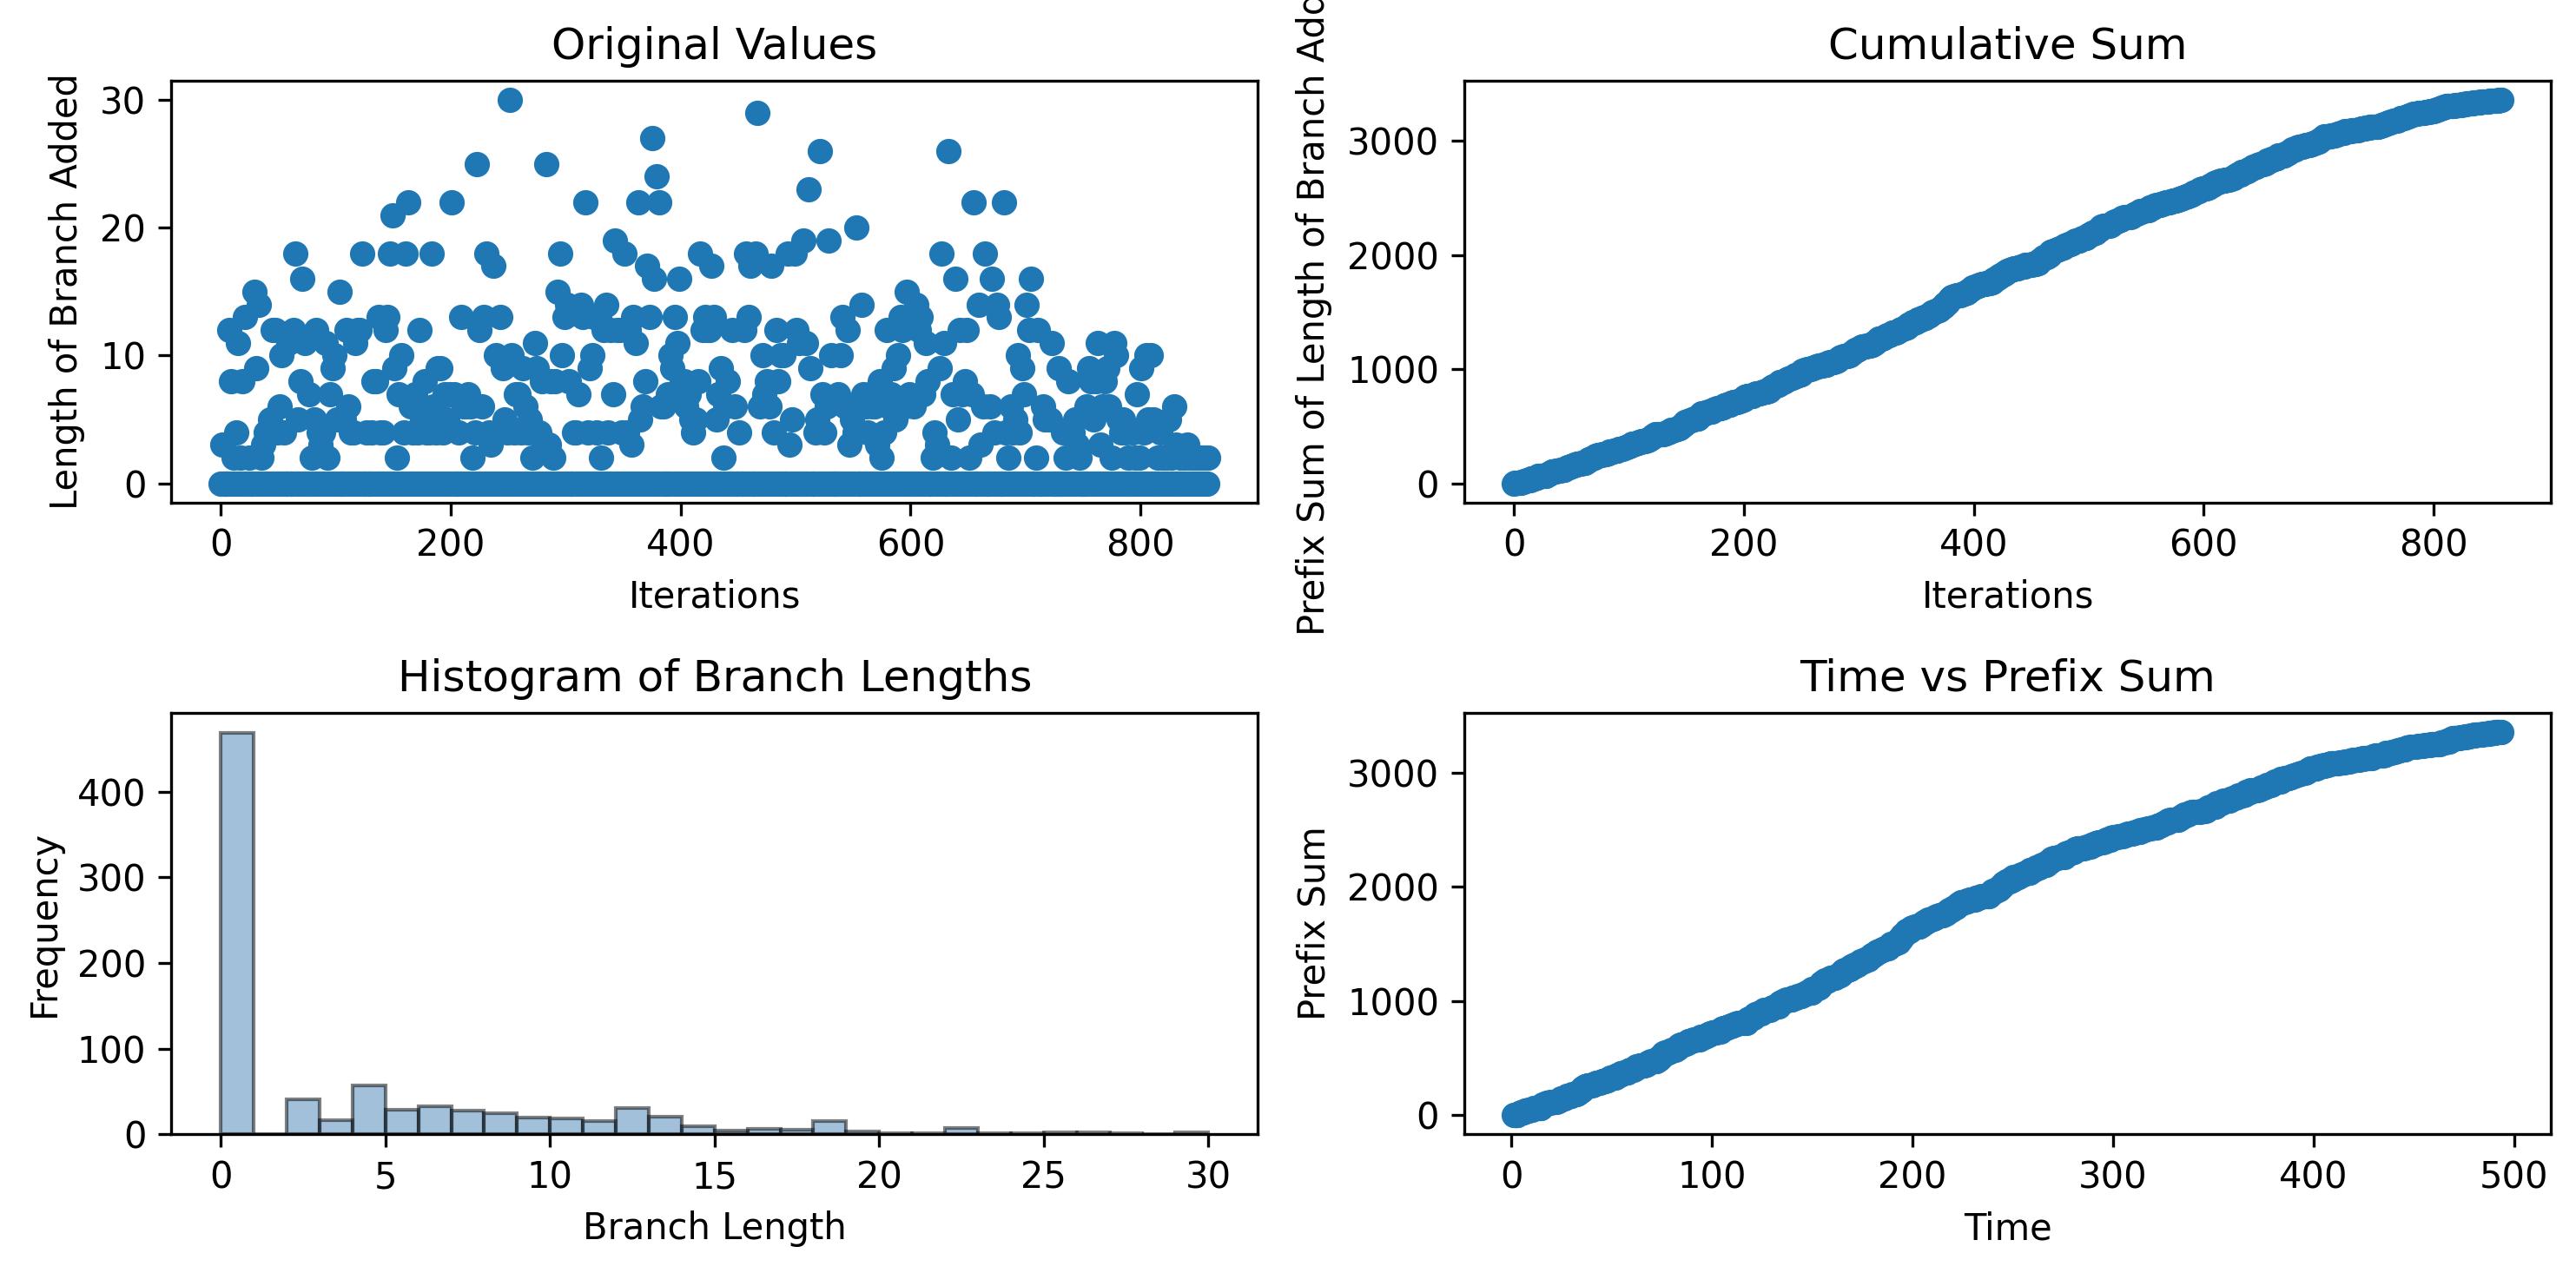 Original Values
Length of Branch Added
30
20
10
0
0 200 400 600 800
Iterations
Cumulative Sum
Prefix Sum of Length of Branch
3000
2000
1000
0
0 200 400 600 800
Iterations
Histogram of Branch Lengths
Frequency
400
300
200
100
0
0 5 10 15 20 25 30
Branch Length
Time vs Prefix Sum
Prefix Sum
3000
2000
1000
0
0 100 200 300 400 500
Time